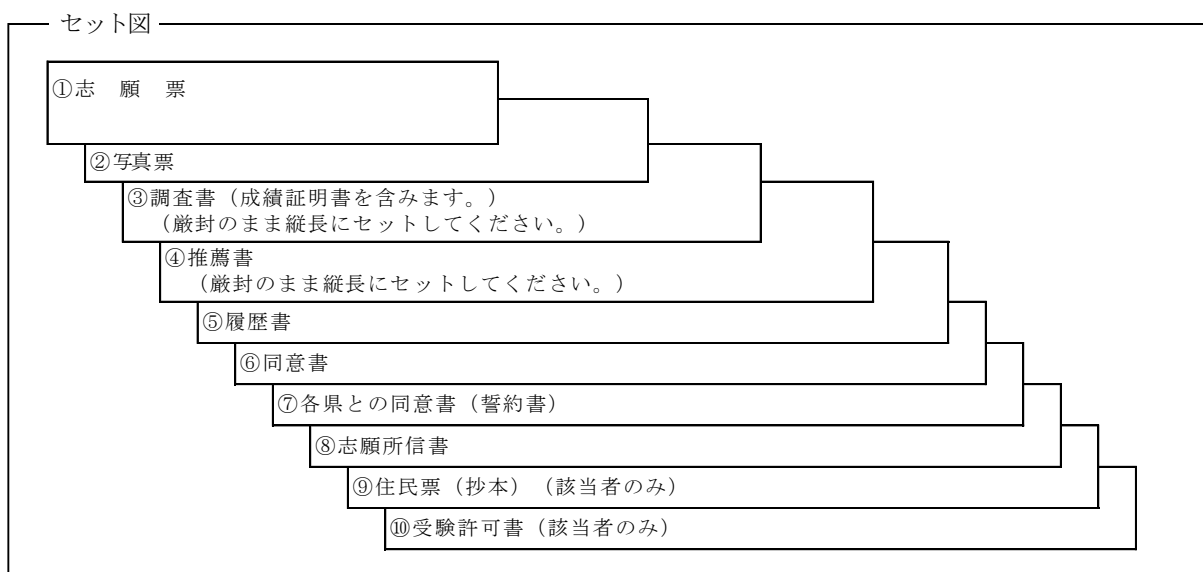 セット図
①志　願　票
②写真票
③調査書（成績証明書を含みます。）
（厳封のまま縦長にセットしてください。）
④推薦書
（厳封のまま縦長にセットしてください。）
⑤履歴書
⑥同意書
⑦各県との同意書（誓約書）
⑧志願所信書
⑨住民票（抄本）（該当者のみ）
⑩受験許可書（該当者のみ）